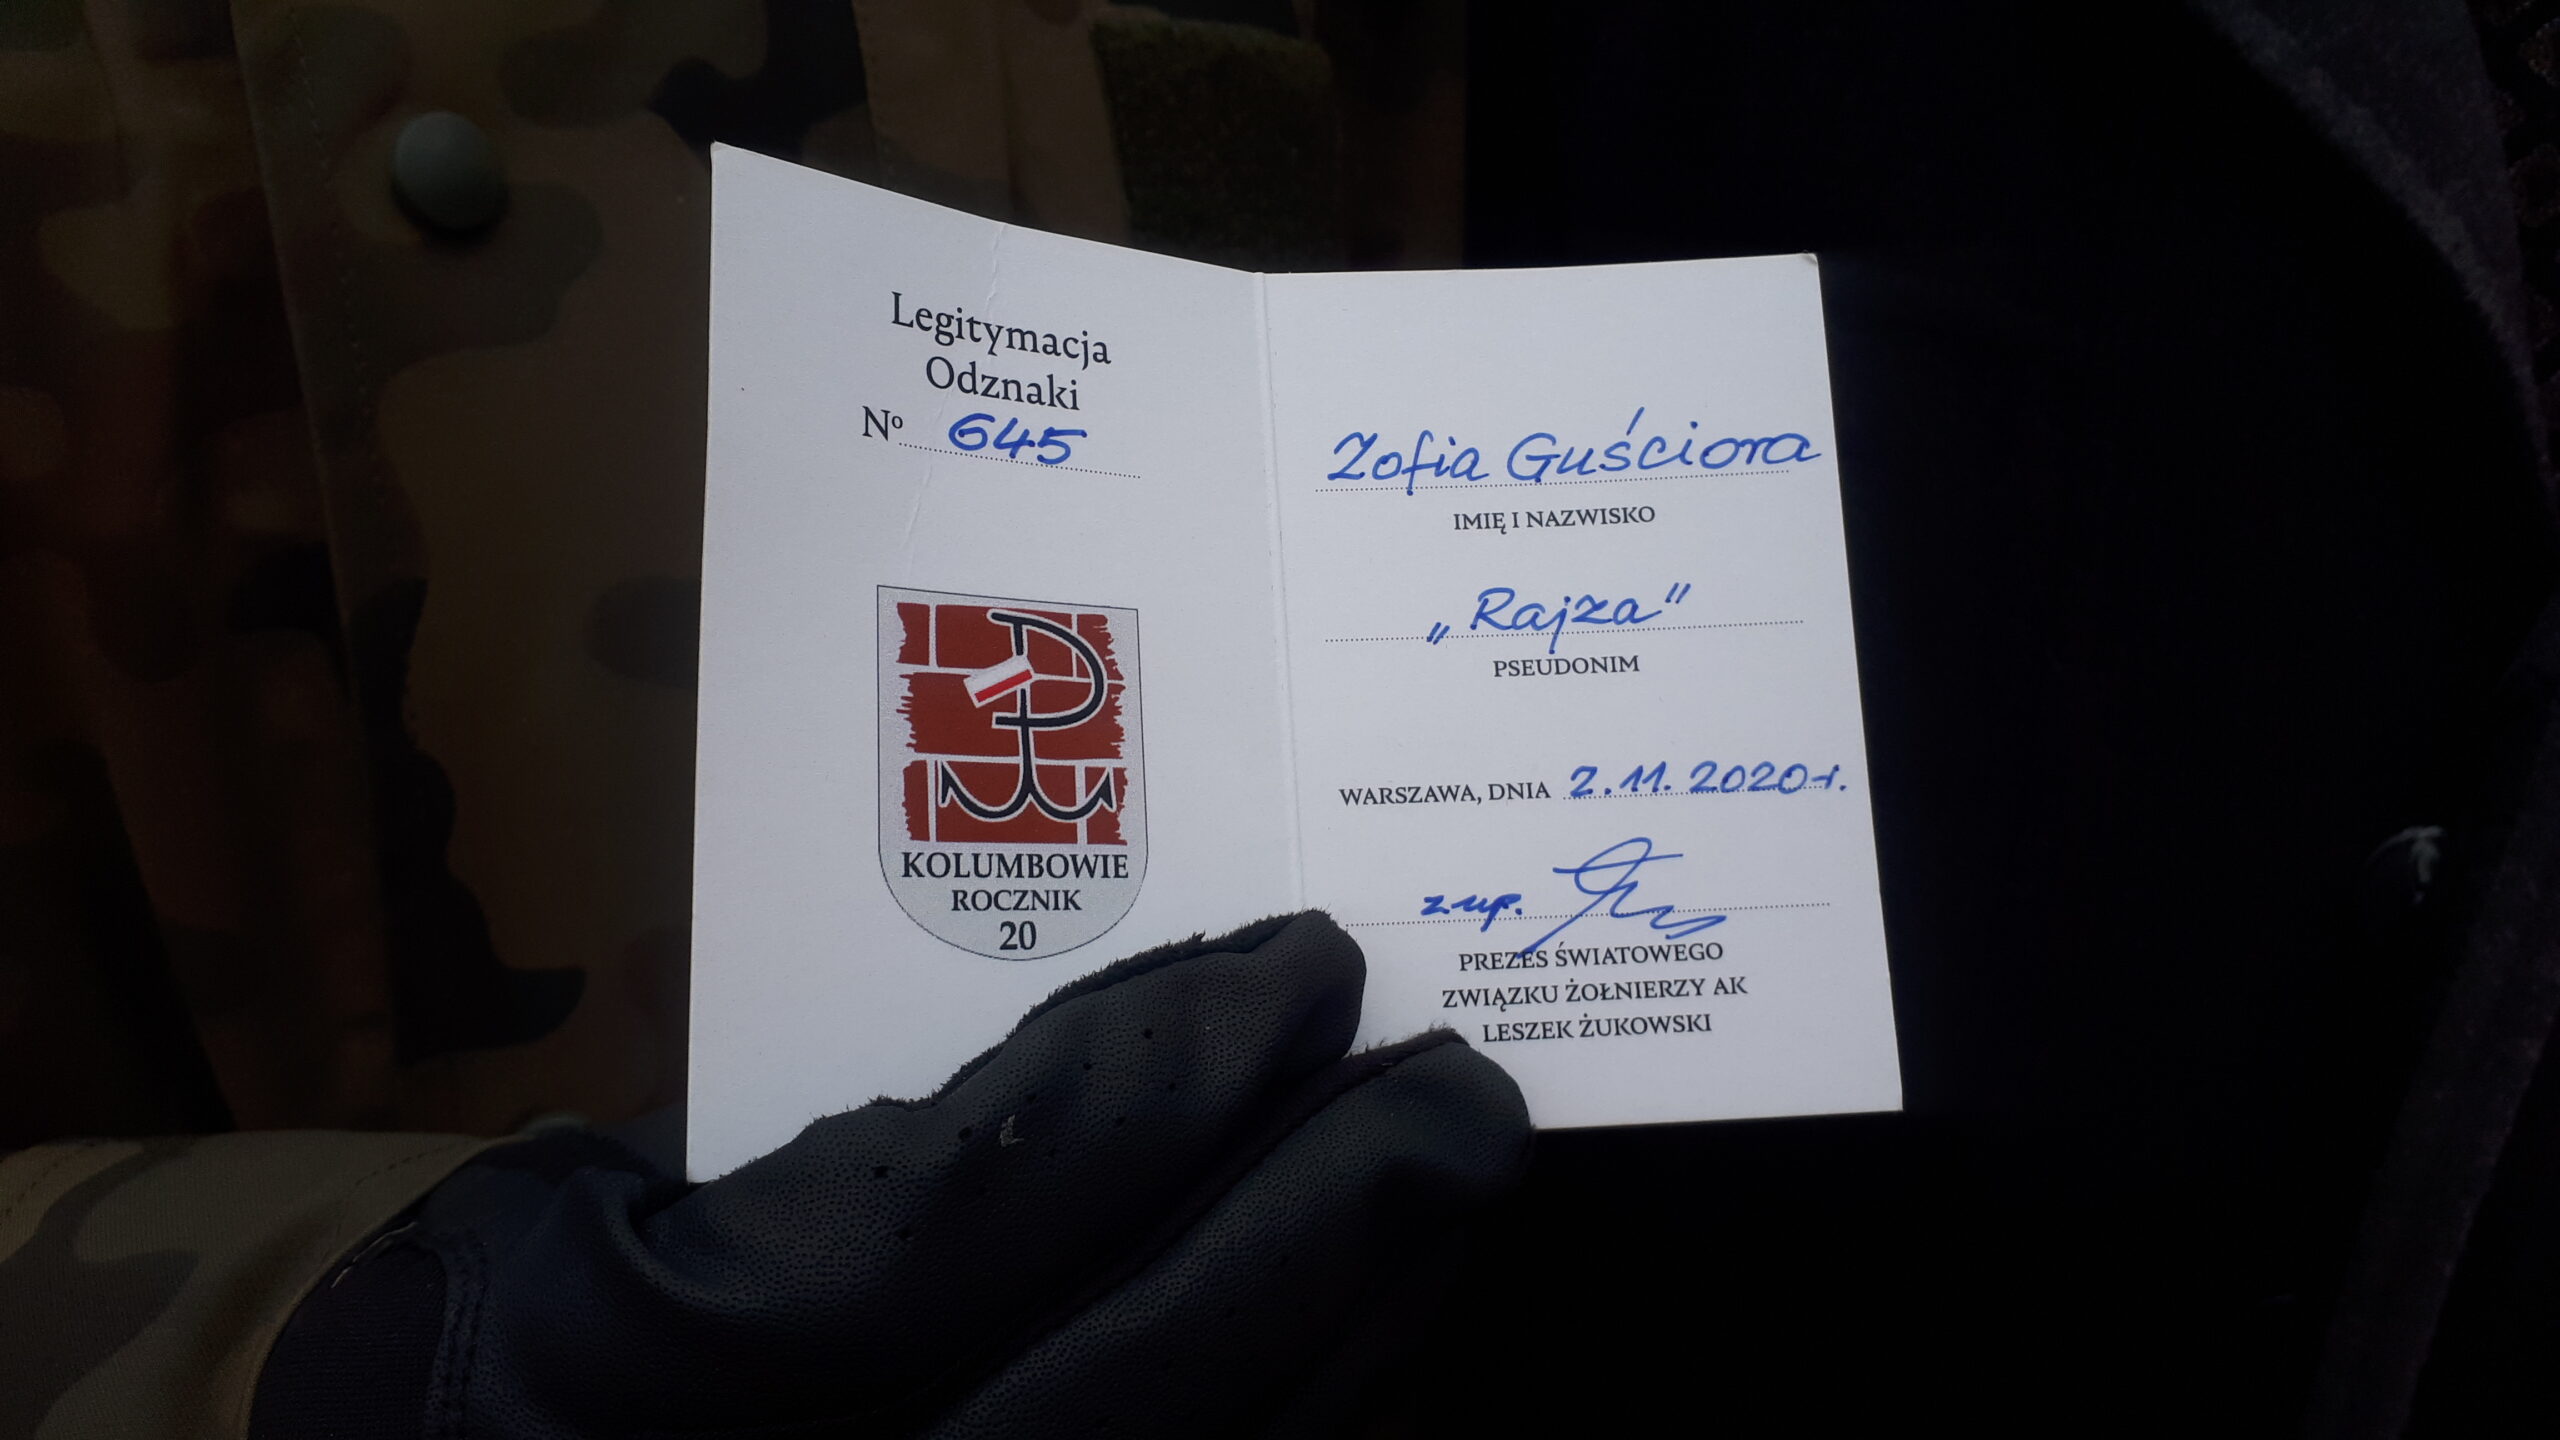 Legitymacja
Odznaki
Nº 645
KOLUMBOWIE
ROCZNIK
20
Zofia Guściora
IMIĘ I NAZWISKO
„Rajza"
PSEUDONIM
WARSZAWA, DNIA 2.11.2020 r.
z up.
PREZES ŚWIATOWEGO
ZWIĄZKU ŻOŁNIERZY AK
LESZEK ŻUKOWSKI